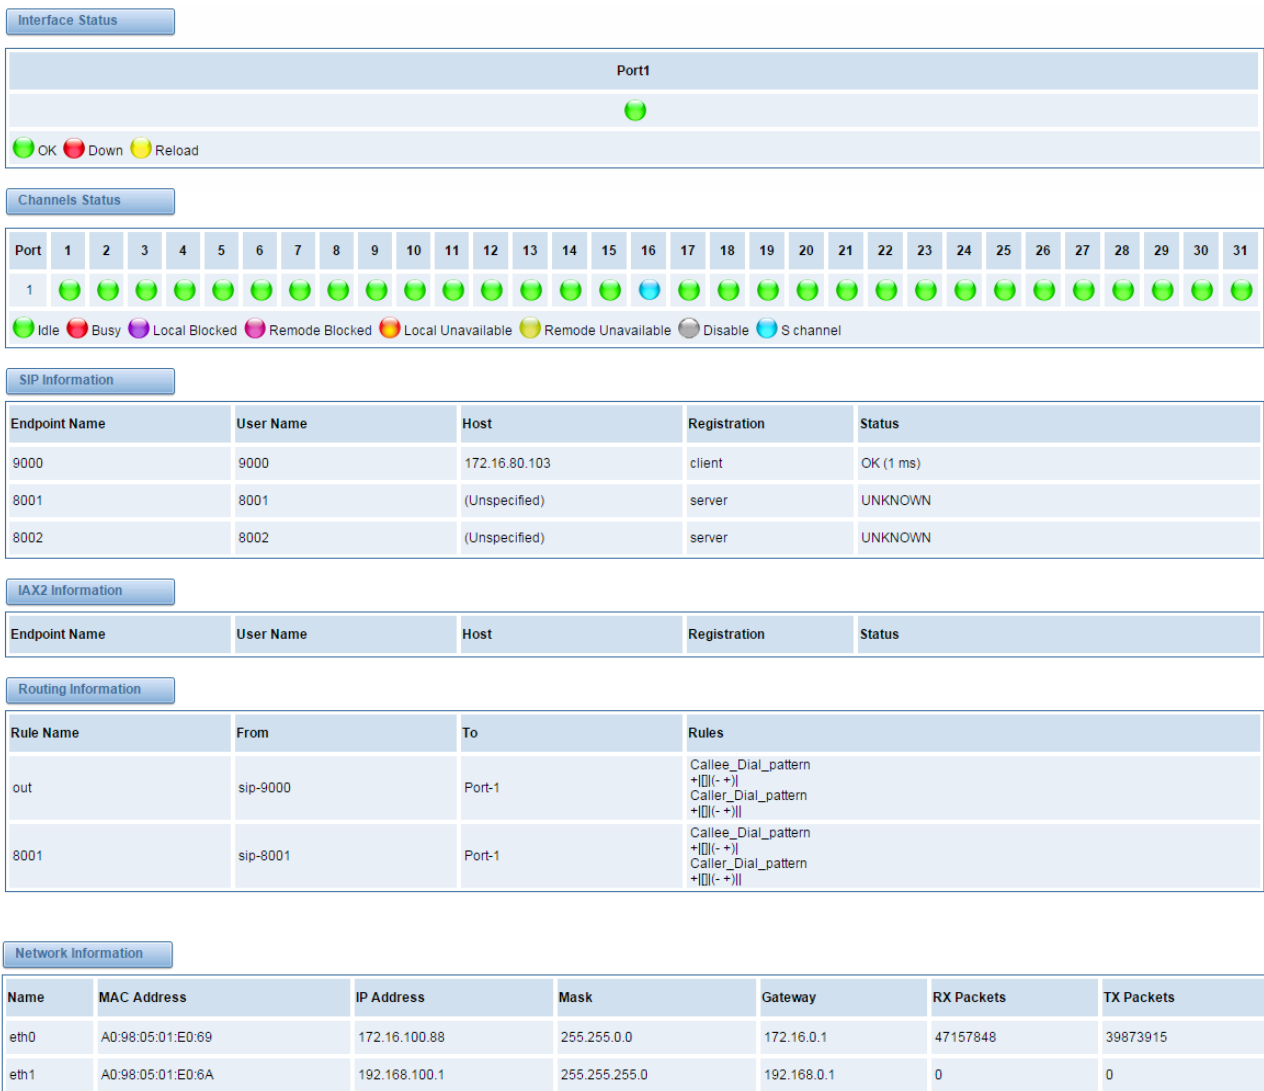 Interface Status
Port1
OK Down Reload
Channels Status
Port 1 2 3 4 5 6 7 8 9 10 11 12 13 14 15 16 17 18 19 20 21 22 23 24 25 26 27 28 29 30 31
1
Idle Busy Local Blocked Remode Blocked Local Unavailable Remode Unavailable Disable S channel
SIP Information
Endpoint Name User Name Host Registration Status
9000 9000 172.16.80.103 client OK (1 ms)
8001 8001 (Unspecified) server UNKNOWN
8002 8002 (Unspecified) server UNKNOWN
IAX2 Information
Endpoint Name User Name Host Registration Status
Routing Information
Rule Name From To Rules
out sip-9000 Port-1
Callee_Dial_pattern
+|[]|(- +)|
Caller_Dial_pattern
+|[]|(- +)||
8001 sip-8001 Port-1
Callee_Dial_pattern
+|[]|(- +)|
Caller_Dial_pattern
+|[]|(- +)||
Network Information
Name MAC Address IP Address Mask Gateway RX Packets TX Packets
eth0 A0:98:05:01:E0:69 172.16.100.88 255.255.0.0 172.16.0.1 47157848 39873915
eth1 A0:98:05:01:E0:6A 192.168.100.1 255.255.255.0 192.168.0.1 0 0